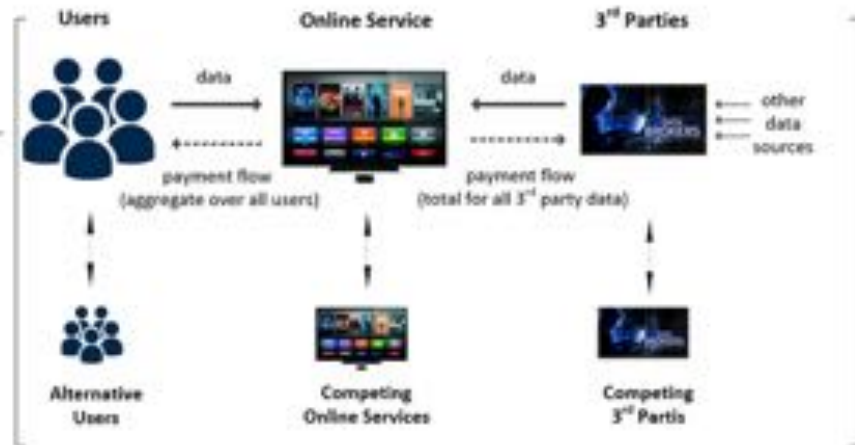 Users
Online Service
3rd Parties
data
data
other
data
sources
payment flow
(aggregate over all users)
payment flow
(total for all 3rd party data)
BROKERS
Alternative
Users
Competing
Online Services
Competing
3rd Partis